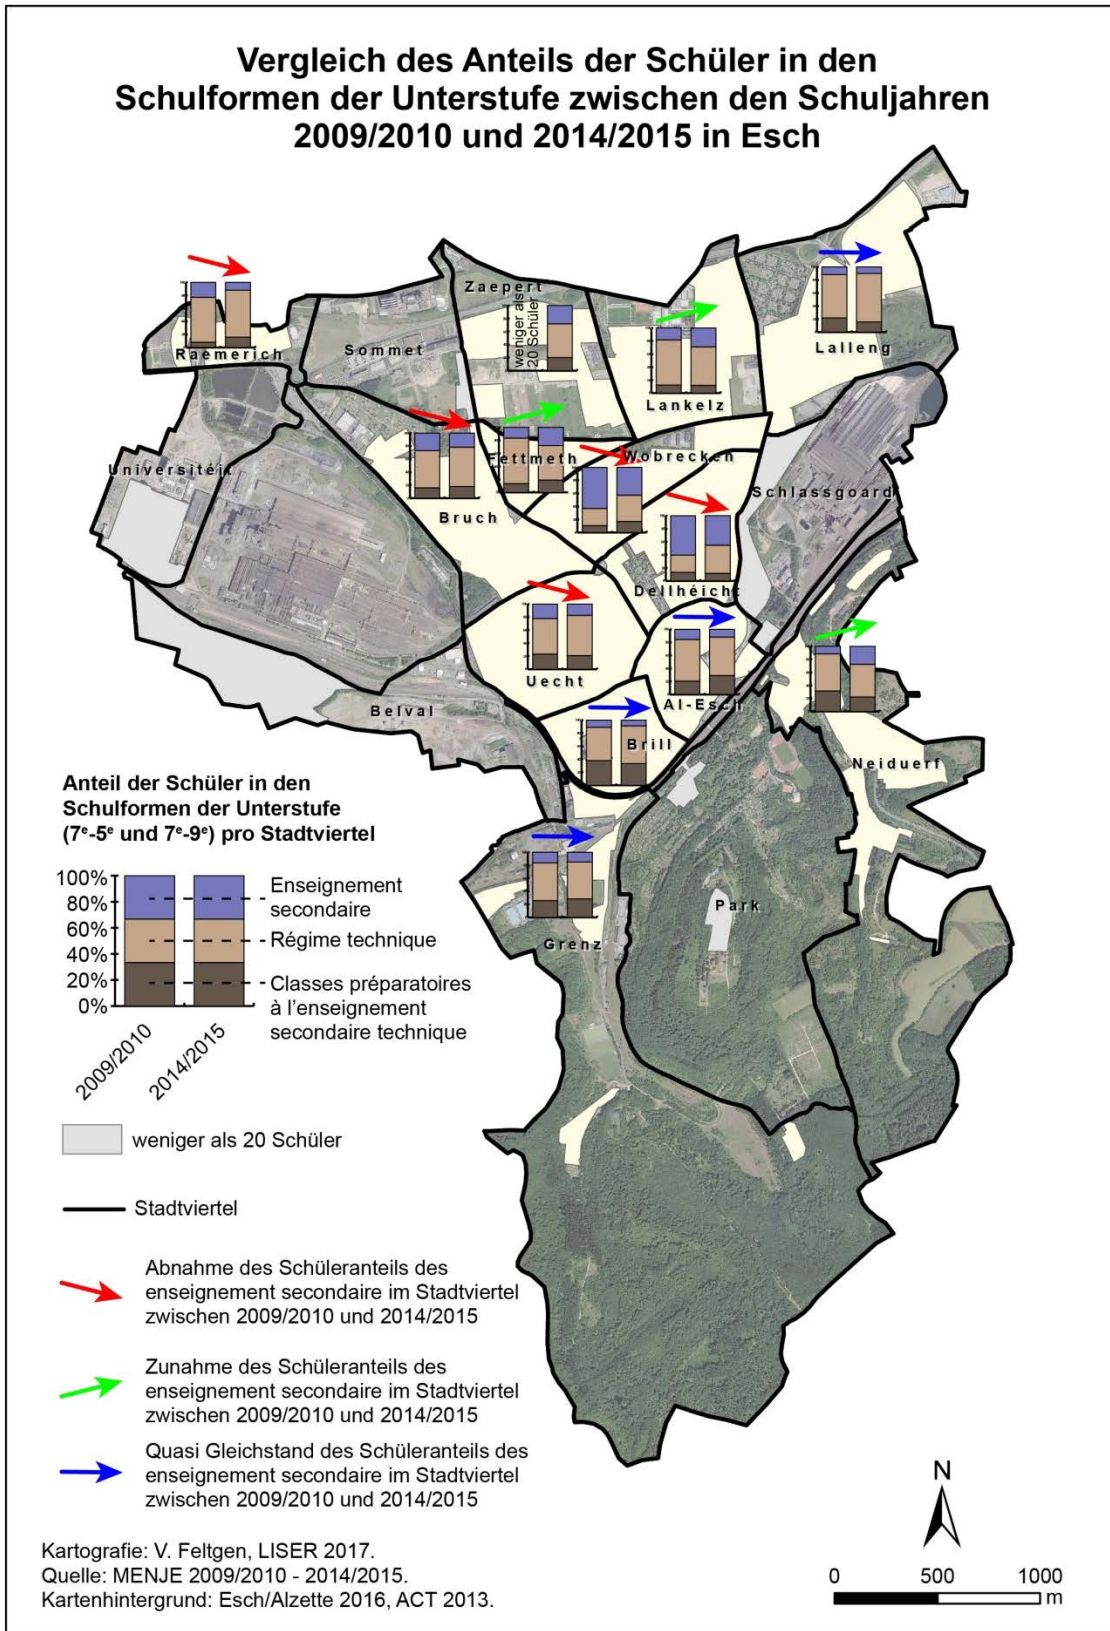 Vergleich des Anteils der Schüler in den
Schulformen der Unterstufe zwischen den Schuljahren
2009/2010 und 2014/2015 in Esch
Zaepert
weniger als
20 Schüler
Raemerich
Sommet
Lankelz
Lalleng
Universitéit
Fettmeth
Wobrecken
Schlassgoard
Bruch
Dellhéicht
Uecht
Al-Esch
Belval
Brill
Neiduerf
Park
Grenz
Anteil der Schüler in den
Schulformen der Unterstufe
(7ᵉ-5ᵉ und 7ᵉ-9ᵉ) pro Stadtviertel
100%
80%
60%
40%
20%
0%
Enseignement
secondaire
Régime technique
Classes préparatoires
à l'enseignement
secondaire technique
2009/2010
2014/2015
weniger als 20 Schüler
Stadtviertel
Abnahme des Schüleranteils des
enseignement secondaire im Stadtviertel
zwischen 2009/2010 und 2014/2015
Zunahme des Schüleranteils des
enseignement secondaire im Stadtviertel
zwischen 2009/2010 und 2014/2015
Quasi Gleichstand des Schüleranteils des
enseignement secondaire im Stadtviertel
zwischen 2009/2010 und 2014/2015
Kartografie: V. Feltgen, LISER 2017.
Quelle: MENJE 2009/2010 - 2014/2015.
Kartenhintergrund: Esch/Alzette 2016, ACT 2013.
N
0 500 1000
m